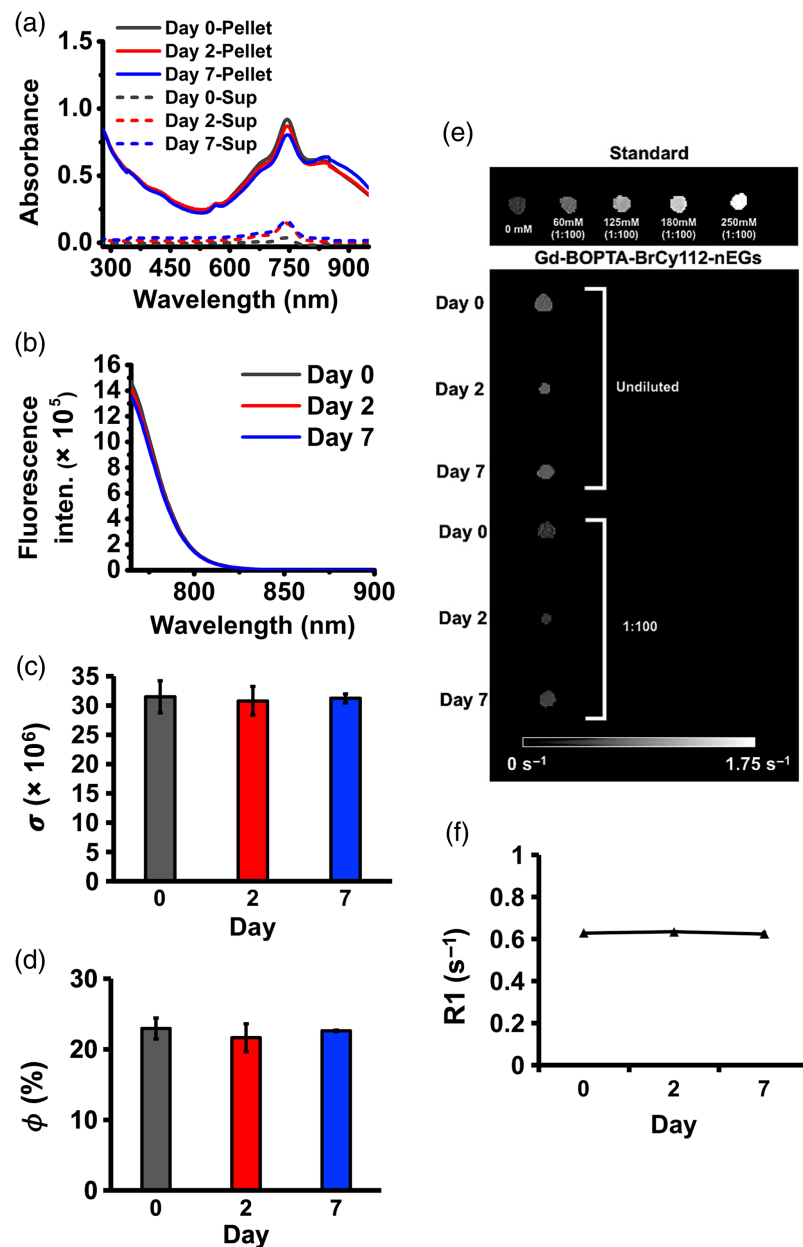 (a)
Day 0-Pellet
Day 2-Pellet
Day 7-Pellet
Day 0-Sup
Day 2-Sup
Day 7-Sup
1.5
1.0
0.5
0.0
Absorbance
300 450 600 750 900
Wavelength (nm)
(b)
16
14
12
10
8
6
4
2
0
Fluorescence
inten. (× 10⁵)
Day 0
Day 2
Day 7
800 850 900
Wavelength (nm)
(c)
35
30
25
20
15
10
5
0
σ (× 10⁶)
0 2 7
Day
(d)
30
20
10
0
ϕ (%)
0 2 7
Day
(e)
Standard
0 mM 60mM 125mM 180mM 250mM
(1:100) (1:100) (1:100) (1:100)
Gd-BOPTA-BrCy112-nEGs
Day 0
Day 2
Undiluted
Day 7
Day 0
Day 2
1:100
Day 7
0 s⁻¹ 1.75 s⁻¹
(f)
1
0.8
0.6
0.4
0.2
0
R1 (s⁻¹)
0 2 7
Day